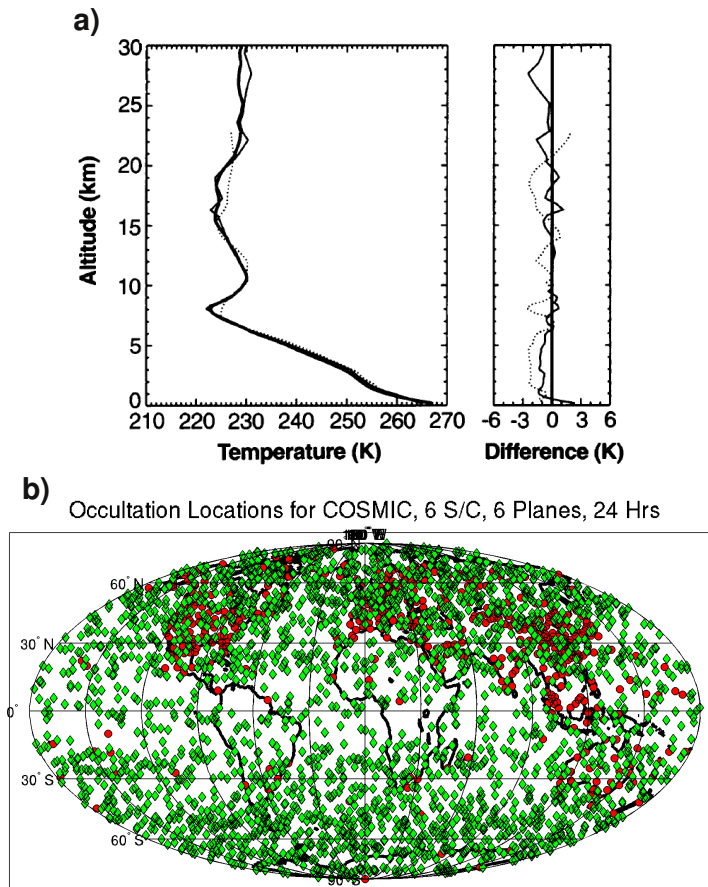 a)
30
25
20
15
10
5
0
Altitude (km)
210 220 230 240 250 260 270
Temperature (K)
-6 -3 0 3 6
Difference (K)
b)
Occultation Locations for COSMIC, 6 S/C, 6 Planes, 24 Hrs
60° N
30° N
0°
30° S
60° S
90° S